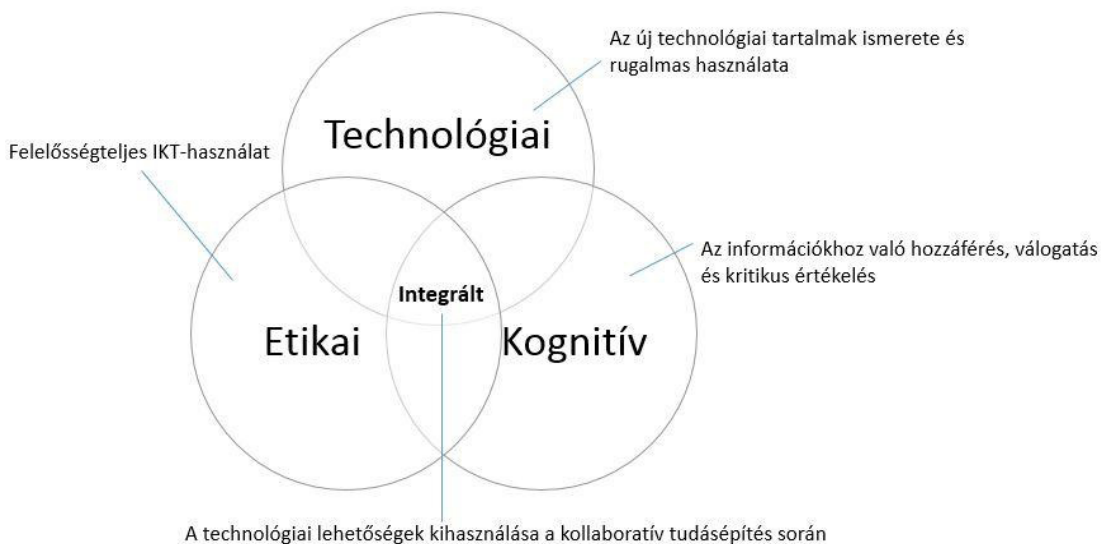 Az új technológiai tartalmak ismerete és
rugalmas használata
Technológiai
Felelősségteljes IKT-használat
Az információkhoz való hozzáférés, válogatás
és kritikus értékelés
Integrált
Etikai
Kognitív
A technológiai lehetőségek kihasználása a kollaboratív tudásépítés során